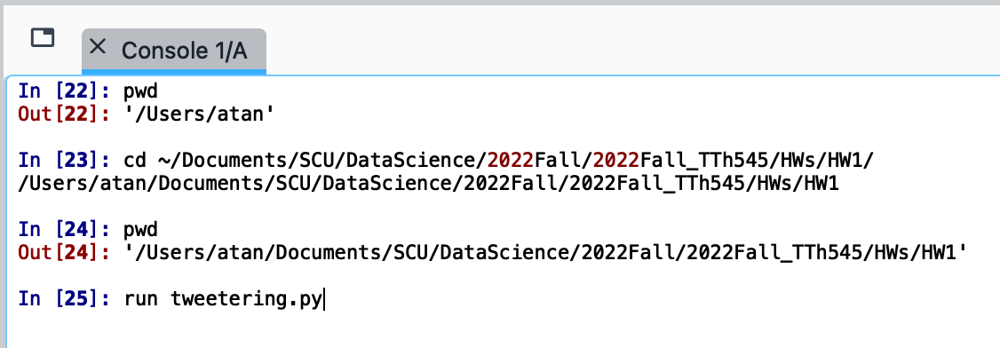 Console 1/A
In [22]: pwd
Out[22]: '/Users/atan'
In [23]: cd ~/Documents/SCU/DataScience/2022Fall/2022Fall_TTh545/HWs/HW1/
/Users/atan/Documents/SCU/DataScience/2022Fall/2022Fall_TTh545/HWs/HW1
In [24]: pwd
Out[24]: '/Users/atan/Documents/SCU/DataScience/2022Fall/2022Fall_TTh545/HWs/HW1'
In [25]: run tweetering.py